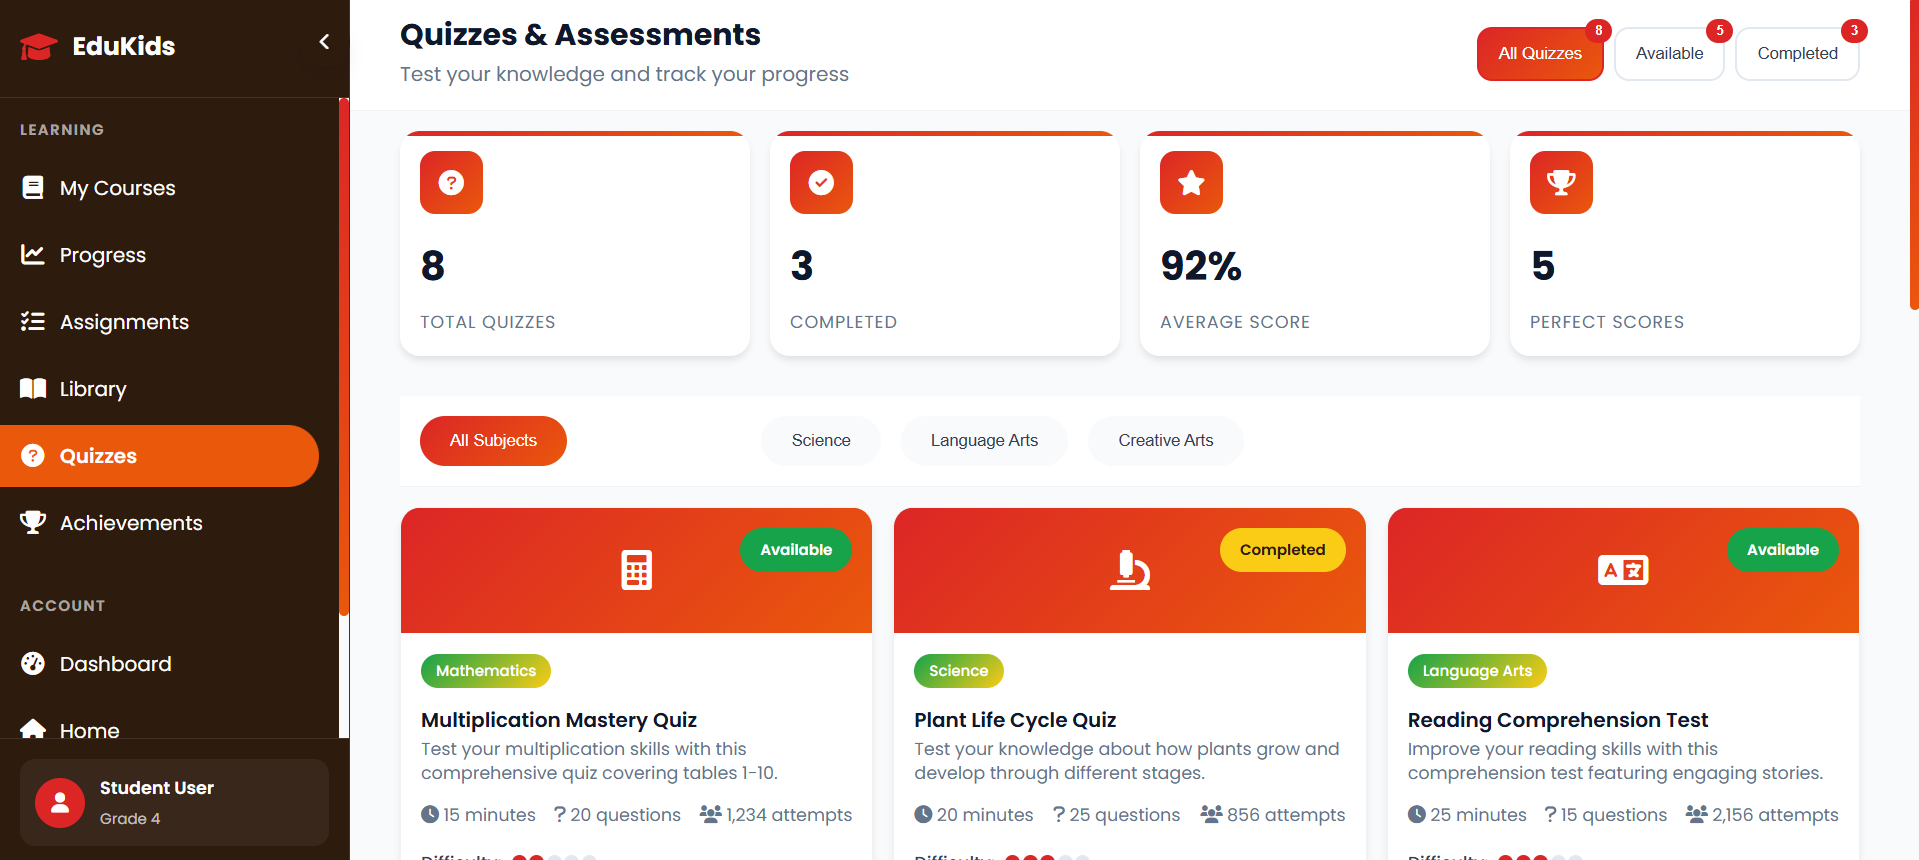 EduKids
LEARNING
My Courses
Progress
Assignments
Library
Quizzes
Achievements
ACCOUNT
Dashboard
Home
Student User
Grade 4
Quizzes & Assessments
Test your knowledge and track your progress
All Quizzes 8
Available 5
Completed 3
8
TOTAL QUIZZES
3
COMPLETED
92%
AVERAGE SCORE
5
PERFECT SCORES
All Subjects
Science
Language Arts
Creative Arts
Available
Mathematics
Multiplication Mastery Quiz
Test your multiplication skills with this
comprehensive quiz covering tables 1-10.
15 minutes ? 20 questions 1,234 attempts
Completed
Science
Plant Life Cycle Quiz
Test your knowledge about how plants grow and
develop through different stages.
20 minutes ? 25 questions 856 attempts
Available
Language Arts
Reading Comprehension Test
Improve your reading skills with this
comprehension test featuring engaging stories.
25 minutes ? 15 questions 2,156 attempts